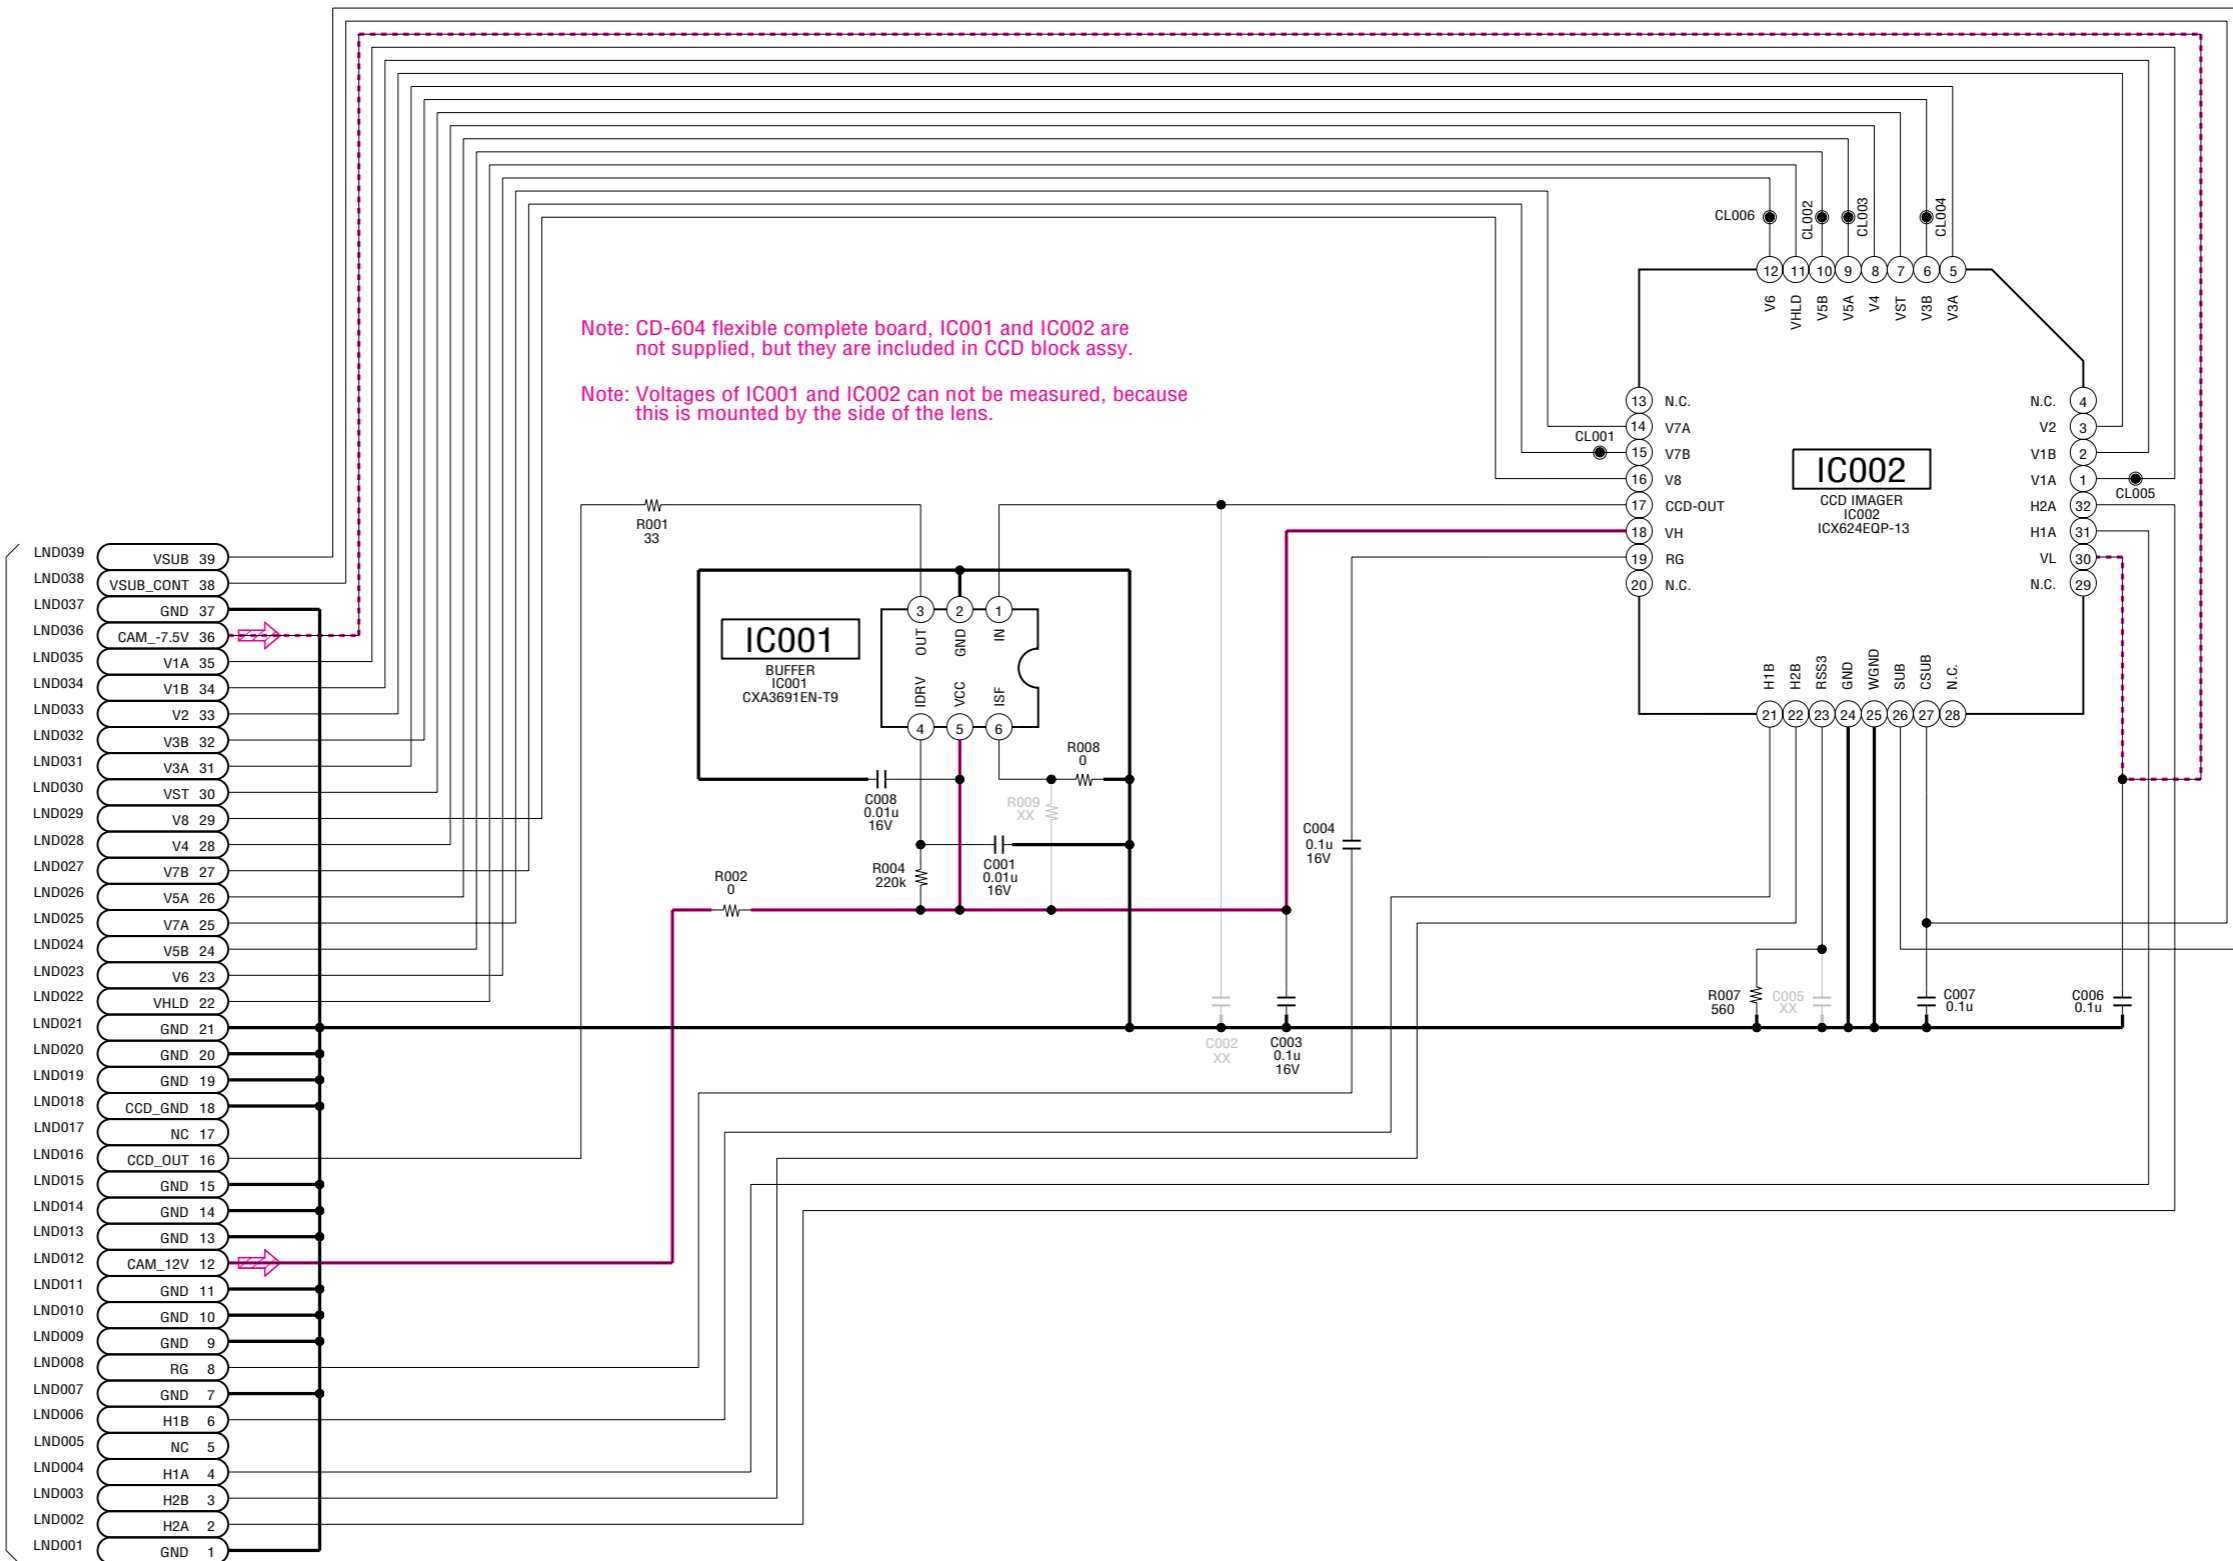 CL006
CL002
CL003
CL004
12 11 10 9 8 7 6 5
V6 VHLD V5B V5A V4 VST V3B V3A
Note: CD-604 flexible complete board, IC001 and IC002 are
not supplied, but they are included in CCD block assy.
Note: Voltages of IC001 and IC002 can not be measured, because
this is mounted by the side of the lens.
13 N.C.
14 V7A
CL001
15 V7B
16 V8
17 CCD-OUT
18 VH
19 RG
20 N.C.
IC002
CCD IMAGER
IC002
ICX624EQP-13
N.C. 4
V2 3
V1B 2
V1A 1
CL005
H2A 32
H1A 31
VL 30
N.C. 29
H1B H2B RSS3 GND WGND SUB CSUB N.C.
21 22 23 24 25 26 27 28
R001
33
3 2 1
OUT GND IN
IC001
BUFFER
IC001
CXA3691EN-T9
IDRV VCC ISF
4 5 6
R008
0
C008
0.01u
16V
R009
XX
R004
220k
C001
0.01u
16V
R002
0
C004
0.1u
16V
C002
XX
C003
0.1u
16V
R007
560
C005
XX
C007
0.1u
C006
0.1u
LND039 VSUB 39
LND038 VSUB_CONT 38
LND037 GND 37
LND036 CAM_-7.5V 36
LND035 V1A 35
LND034 V1B 34
LND033 V2 33
LND032 V3B 32
LND031 V3A 31
LND030 VST 30
LND029 V8 29
LND028 V4 28
LND027 V7B 27
LND026 V5A 26
LND025 V7A 25
LND024 V5B 24
LND023 V6 23
LND022 VHLD 22
LND021 GND 21
LND020 GND 20
LND019 GND 19
LND018 CCD_GND 18
LND017 NC 17
LND016 CCD_OUT 16
LND015 GND 15
LND014 GND 14
LND013 GND 13
LND012 CAM_12V 12
LND011 GND 11
LND010 GND 10
LND009 GND 9
LND008 RG 8
LND007 GND 7
LND006 H1B 6
LND005 NC 5
LND004 H1A 4
LND003 H2B 3
LND002 H2A 2
LND001 GND 1